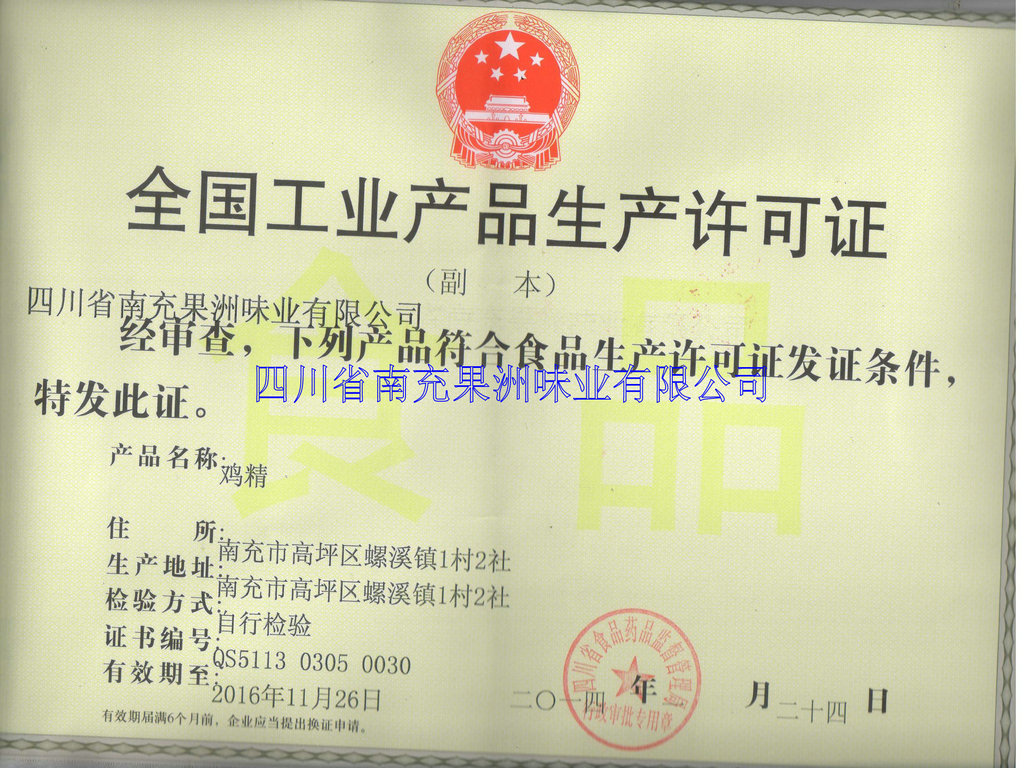 全国工业产品生产许可证
（副 本）
四川省南充果洲味业有限公司
经审查，下列产品符合食品生产许可证发证条件，
特发此证。
四川省南充果洲味业有限公司
食品
产品名称:
鸡精
住 所:
南充市高坪区螺溪镇1村2社
生产地址:
南充市高坪区螺溪镇1村2社
检验方式:
自行检验
证书编号:
QS5113 0305 0030
有效期至:
2016年11月26日
有效期届满6个月前，企业应当提出换证申请。
四川省食品药品监督管理局
行政审批专用章
二〇一四 年 月 二十四 日